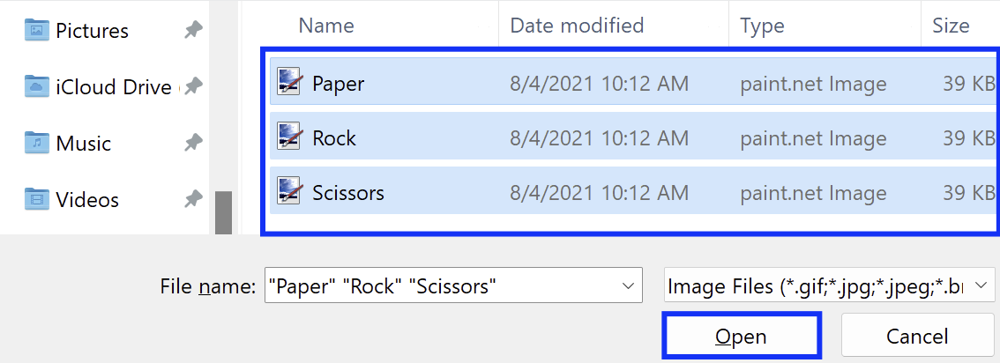 Name Date modified Type Size
Pictures
iCloud Drive
Music
Videos
Paper 8/4/2021 10:12 AM paint.net Image 39 KB
Rock 8/4/2021 10:12 AM paint.net Image 39 KB
Scissors 8/4/2021 10:12 AM paint.net Image 39 KB
File name: "Paper" "Rock" "Scissors"
Image Files (*.gif;*.jpg;*.jpeg;*.b
Open Cancel